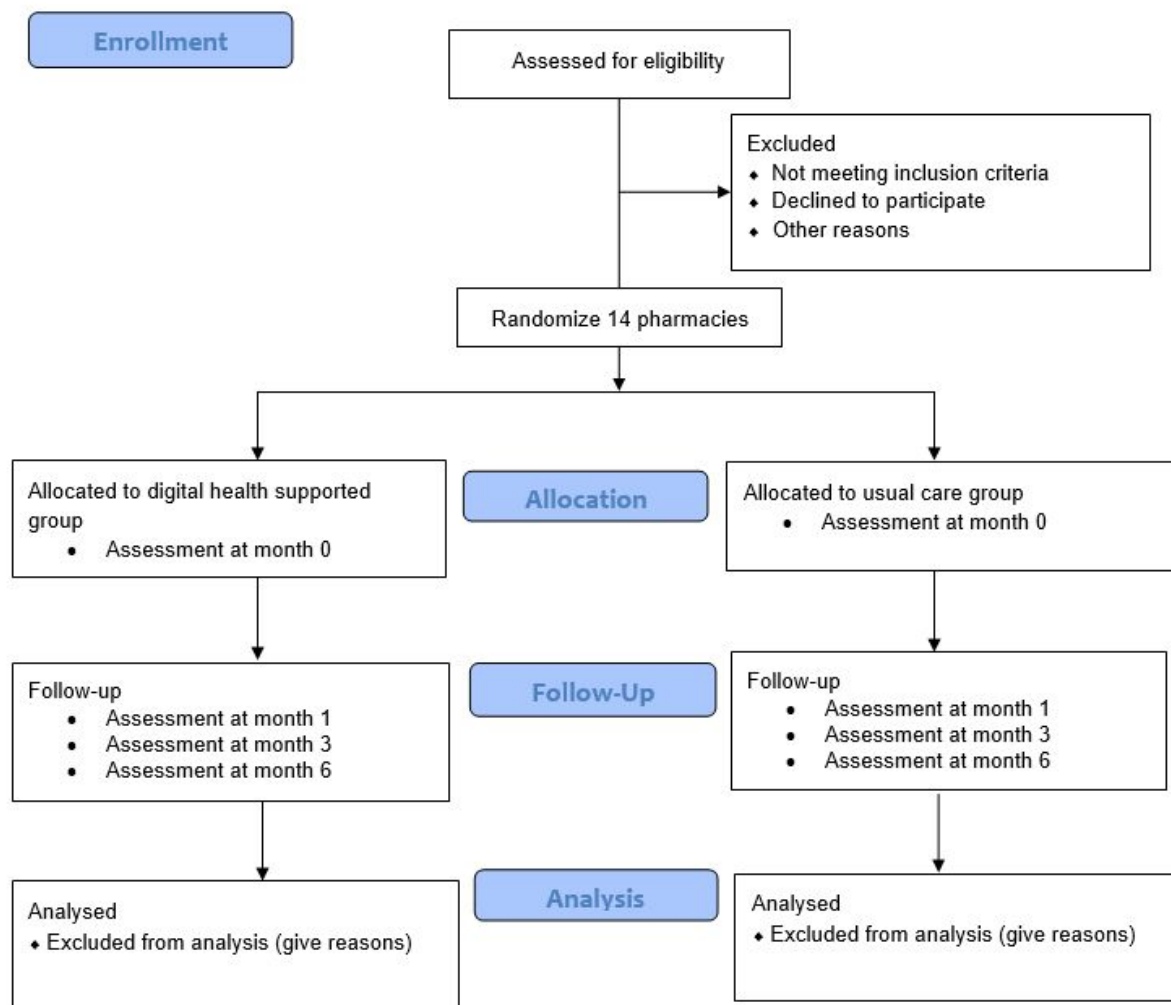 Enrollment
Assessed for eligibility
Excluded
⬥ Not meeting inclusion criteria
⬥ Declined to participate
⬥ Other reasons
Randomize 14 pharmacies
Allocated to digital health supported
group
• Assessment at month 0
Allocation
Allocated to usual care group
• Assessment at month 0
Follow-up
• Assessment at month 1
• Assessment at month 3
• Assessment at month 6
Follow-Up
Follow-up
• Assessment at month 1
• Assessment at month 3
• Assessment at month 6
Analysed
⬥ Excluded from analysis (give reasons)
Analysis
Analysed
⬥ Excluded from analysis (give reasons)